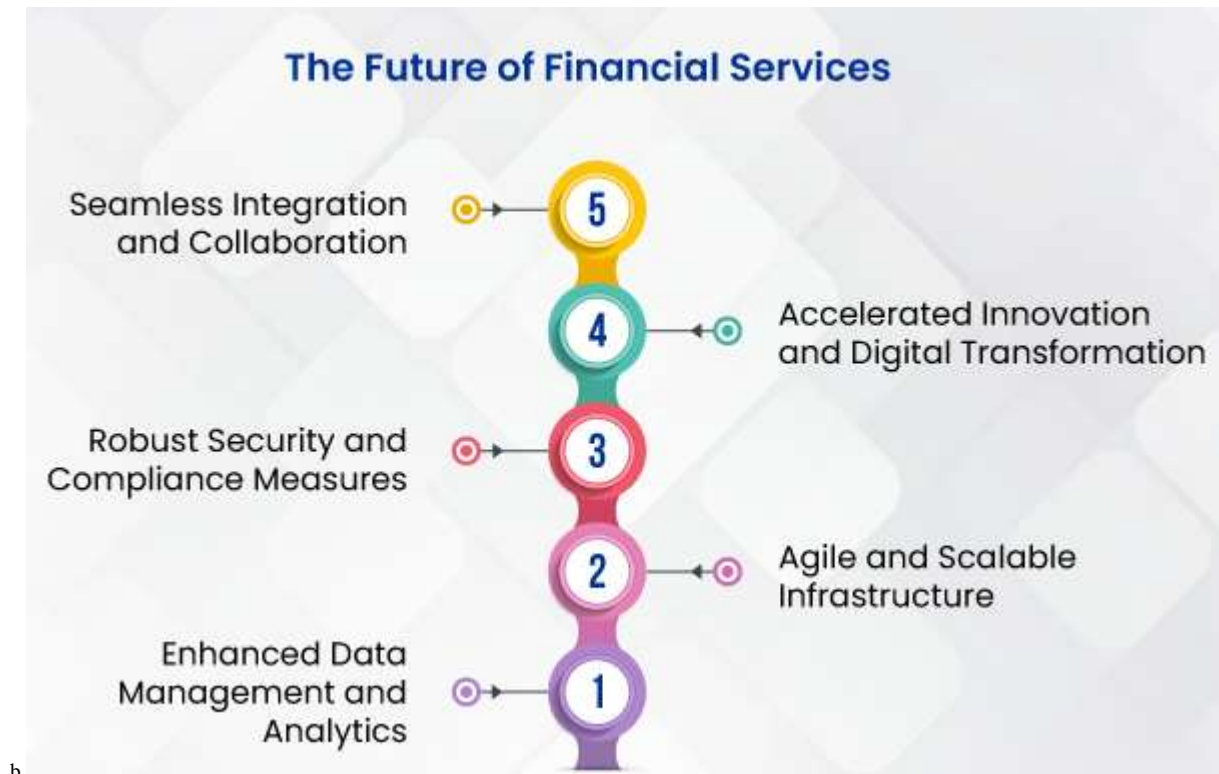 The Future of Financial Services
Seamless Integration
and Collaboration
5
4
Accelerated Innovation
and Digital Transformation
Robust Security and
Compliance Measures
3
2
Agile and Scalable
Infrastructure
Enhanced Data
Management and
Analytics
1